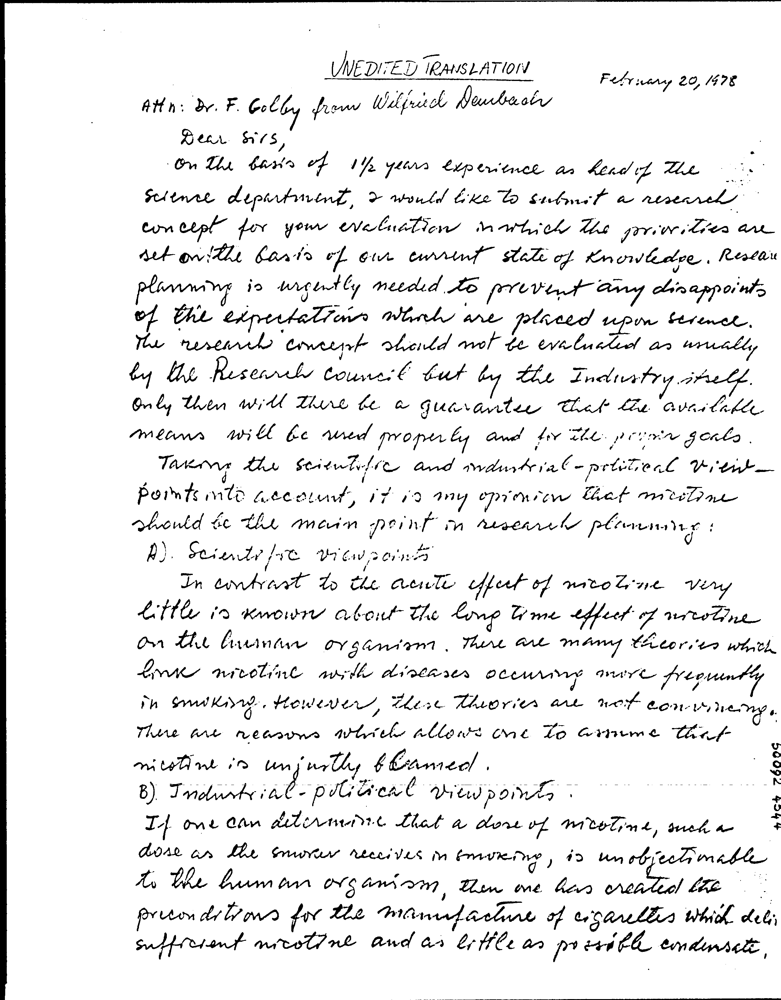 UNEDITED TRANSLATION
February 20, 1978
Attn: Dr. F. Colby from Wilfried Dembach
Dear Sirs,
On the basis of 1½ years experience as head of the
science department, I would like to submit a research
concept for your evaluation in which the priorities are
set on the basis of our current state of knowledge. Resear
planning is urgently needed to prevent any disappoints
of the expectations which are placed upon science.
The research concept should not be evaluated as usually
by the Research council but by the Industry itself.
Only then will there be a guarantee that the available
means will be used properly and for the proper goals.
Taking the scientific and industrial-political view-
points into account, it is my opionion that nicotine
should be the main point in research planning:
A). Scientific viewpoints
In contrast to the acute effect of nicotine very
little is known about the long time effect of nicotine
on the human organism. There are many theories which
link nicotine with diseases occuring more frequently
in smoking. However, these theories are not convincing.
There are reasons which allows one to assume that
nicotine is unjustly blamed.
B). Industrial-political viewpoints.
If one can determine that a dose of nicotine, such a
dose as the smoker receives in smoking, is unobjectionable
to the human organism, then one has created the
preconditions for the manufacture of cigarettes which deliv
sufficient nicotine and as little as possible condensate.
50092 4544